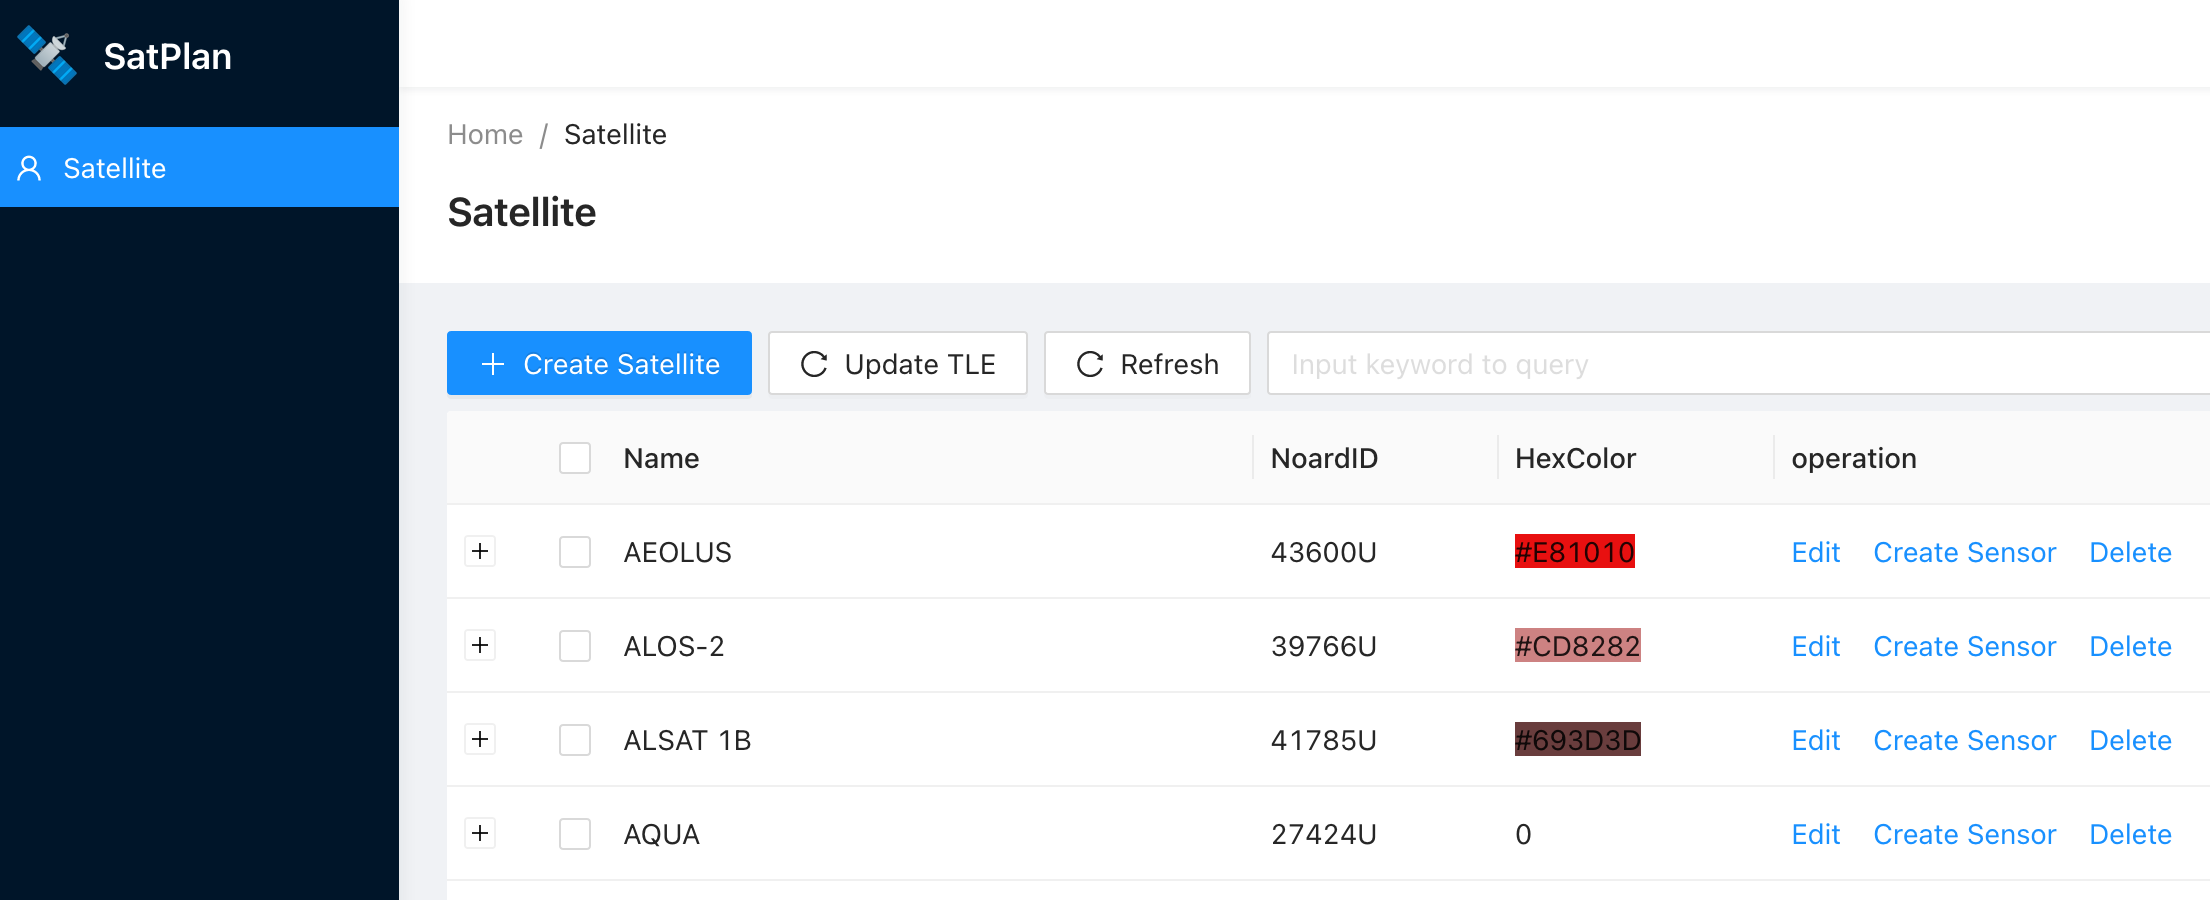 SatPlan
Satellite
Home / Satellite
Satellite
Create Satellite Update TLE Refresh Input keyword to query
Name NoardID HexColor operation
AEOLUS 43600U #E81010 Edit Create Sensor Delete
ALOS-2 39766U #CD8282 Edit Create Sensor Delete
ALSAT 1B 41785U #693D3D Edit Create Sensor Delete
AQUA 27424U 0 Edit Create Sensor Delete